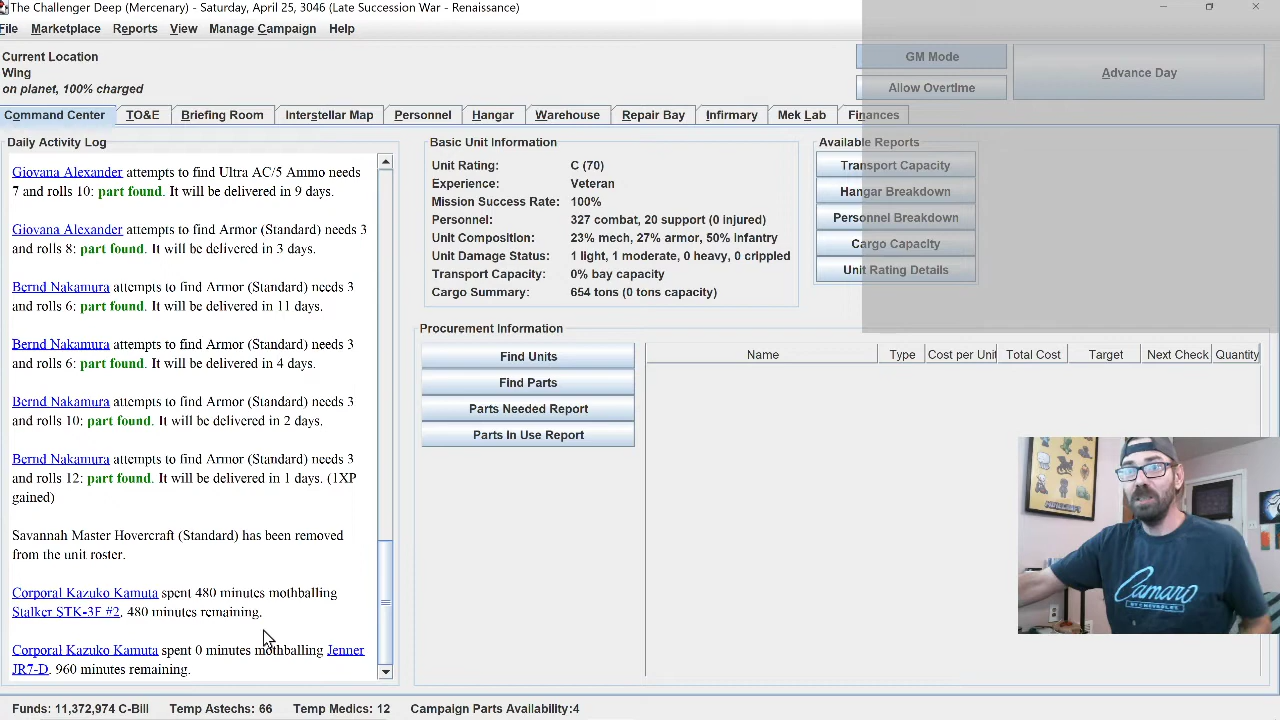 The Challenger Deep (Mercenary) - Saturday, April 25, 3046 (Late Succession War - Renaissance)
File Marketplace Reports View Manage Campaign Help
Current Location
Wing
on planet, 100% charged
GM Mode
Allow Overtime
Advance Day
Command Center TO&E Briefing Room Interstellar Map Personnel Hangar Warehouse Repair Bay Infirmary Mek Lab Finances
Daily Activity Log
Giovana Alexander attempts to find Ultra AC/5 Ammo needs
7 and rolls 10: part found. It will be delivered in 9 days.
Giovana Alexander attempts to find Armor (Standard) needs 3
and rolls 8: part found. It will be delivered in 3 days.
Bernd Nakamura attempts to find Armor (Standard) needs 3
and rolls 6: part found. It will be delivered in 11 days.
Bernd Nakamura attempts to find Armor (Standard) needs 3
and rolls 6: part found. It will be delivered in 4 days.
Bernd Nakamura attempts to find Armor (Standard) needs 3
and rolls 10: part found. It will be delivered in 2 days.
Bernd Nakamura attempts to find Armor (Standard) needs 3
and rolls 12: part found. It will be delivered in 1 days. (1XP
gained)
Savannah Master Hovercraft (Standard) has been removed
from the unit roster.
Corporal Kazuko Kamuta spent 480 minutes mothballing
Stalker STK-3F #2. 480 minutes remaining.
Corporal Kazuko Kamuta spent 0 minutes mothballing Jenner
JR7-D. 960 minutes remaining.
Basic Unit Information
Unit Rating: C (70)
Experience: Veteran
Mission Success Rate: 100%
Personnel: 327 combat, 20 support (0 injured)
Unit Composition: 23% mech, 27% armor, 50% infantry
Unit Damage Status: 1 light, 1 moderate, 0 heavy, 0 crippled
Transport Capacity: 0% bay capacity
Cargo Summary: 654 tons (0 tons capacity)
Available Reports
Transport Capacity
Hangar Breakdown
Personnel Breakdown
Cargo Capacity
Unit Rating Details
Procurement Information
Find Units
Find Parts
Parts Needed Report
Parts In Use Report
Name Type Cost per Unit Total Cost Target Next Check Quantity
Camaro
BY CHEVROLET
Funds: 11,372,974 C-Bill Temp Astechs: 66 Temp Medics: 12 Campaign Parts Availability:4